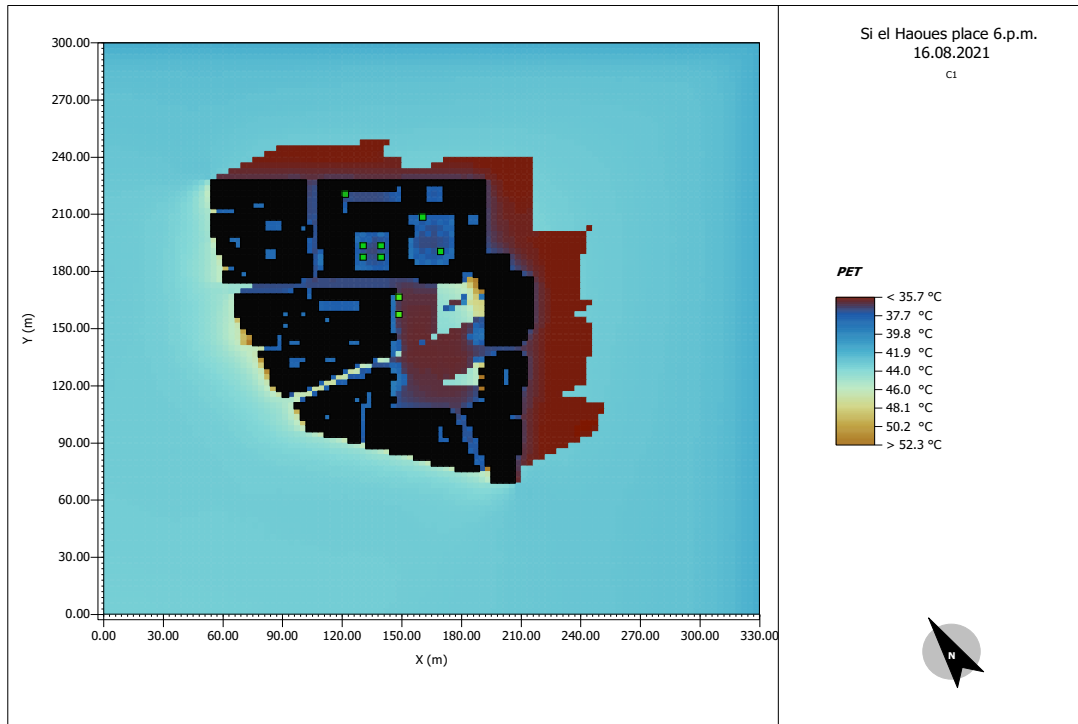 Si el Haoues place 6.p.m.
16.08.2021
C1
300.00
270.00
240.00
210.00
180.00
150.00
120.00
90.00
60.00
30.00
0.00
Y (m)
0.00 30.00 60.00 90.00 120.00 150.00 180.00 210.00 240.00 270.00 300.00 330.00
X (m)
PET
< 35.7 °C
37.7 °C
39.8 °C
41.9 °C
44.0 °C
46.0 °C
48.1 °C
50.2 °C
> 52.3 °C
N